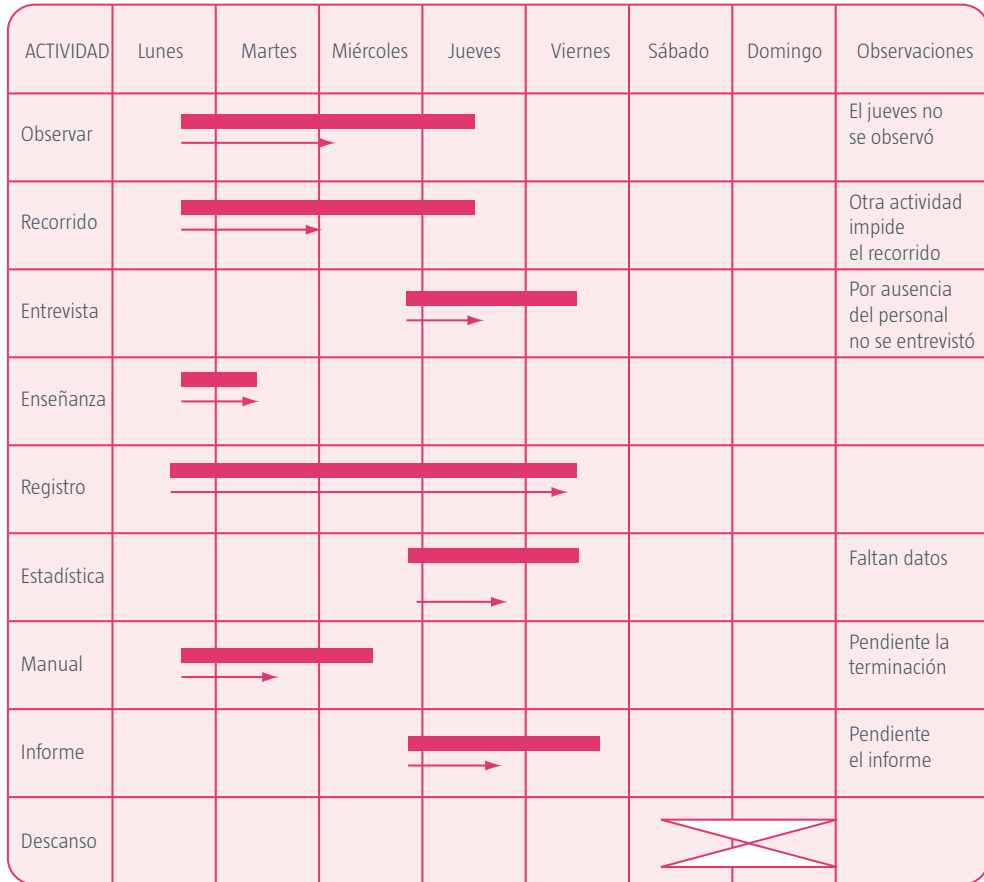 ACTIVIDAD Lunes Martes Miércoles Jueves Viernes Sábado Domingo Observaciones
Observar
El jueves no
se observó
Recorrido
Otra actividad
impide
el recorrido
Entrevista
Por ausencia
del personal
no se entrevistó
Enseñanza
Registro
Estadística
Faltan datos
Manual
Pendiente la
terminación
Informe
Pendiente
el informe
Descanso